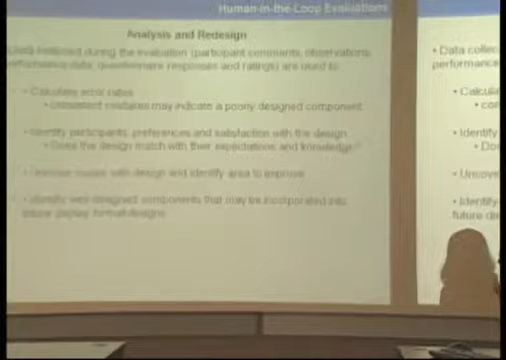 Human-in-the-Loop Evaluations
Analysis and Redesign
Data collected during the evaluation (participant comments, observations,
performance data, questionnaire responses and ratings) are used to:
• Calculate error rates
• consistent mistakes may indicate a poorly designed component
• Identify participants' preferences and satisfaction with the design
• Does the design match with their expectations and knowledge?
• Uncover issues with design and identify area to improve
• Identify well designed components that may be incorporated into
future display format designs
• Data collec
performance
• Calcula
• con
• Identify
• Do
• Uncove
• Identify
future di